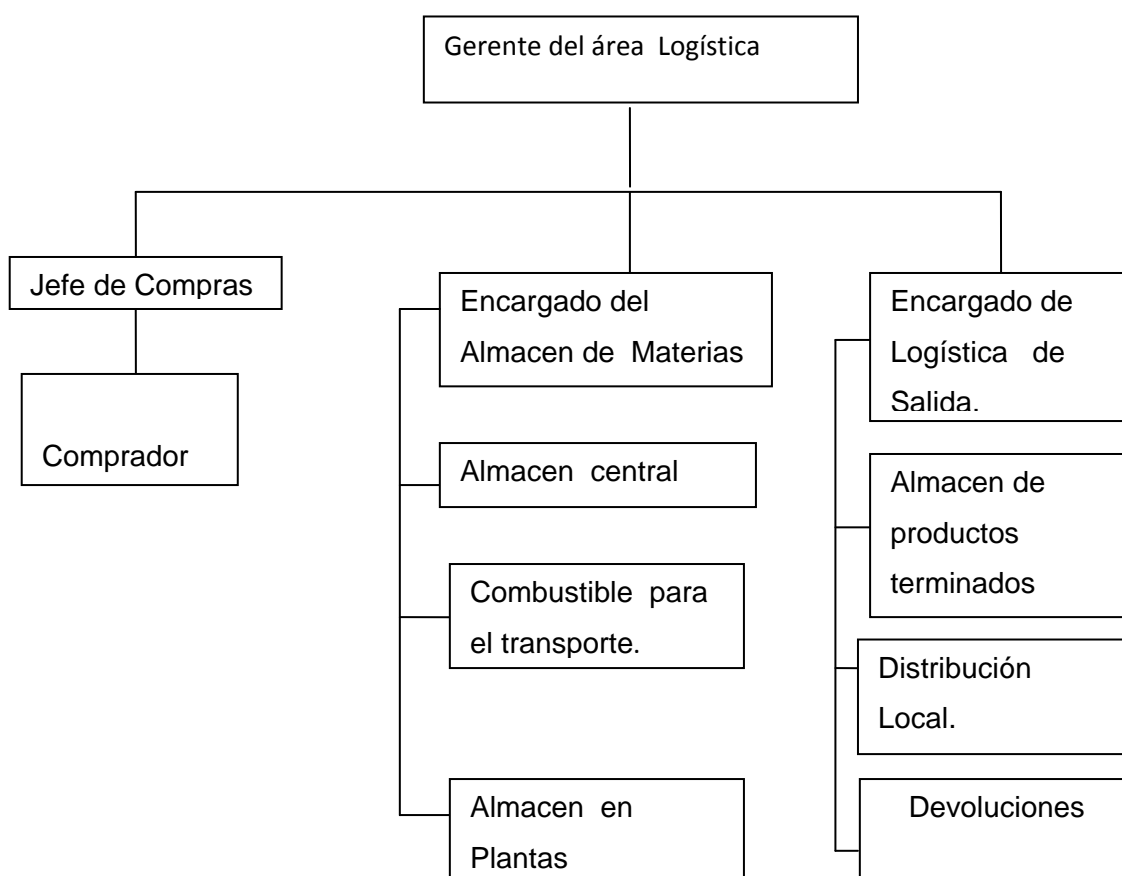 Gerente del área Logística
Jefe de Compras
Comprador
Encargado del
Almacen de Materias
Almacen central
Combustible para
el transporte.
Almacen en
Plantas
Encargado de
Logística de
Salida.
Almacen de
productos
terminados
Distribución
Local.
Devoluciones